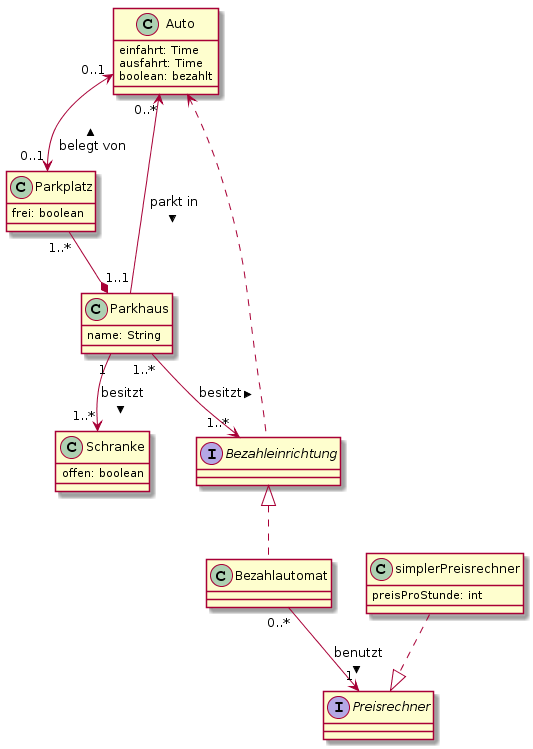 C Auto
einfahrt: Time
ausfahrt: Time
boolean: bezahlt
0..1
0..*
belegt von
0..1
C Parkplatz
frei: boolean
parkt in
1..*
1..1
C Parkhaus
name: String
1
1..*
besitzt
besitzt
1..*
1..*
C Schranke
offen: boolean
I Bezahleinrichtung
C Bezahlautomat
C simplerPreisrechner
preisProStunde: int
0..*
benutzt
1
I Preisrechner